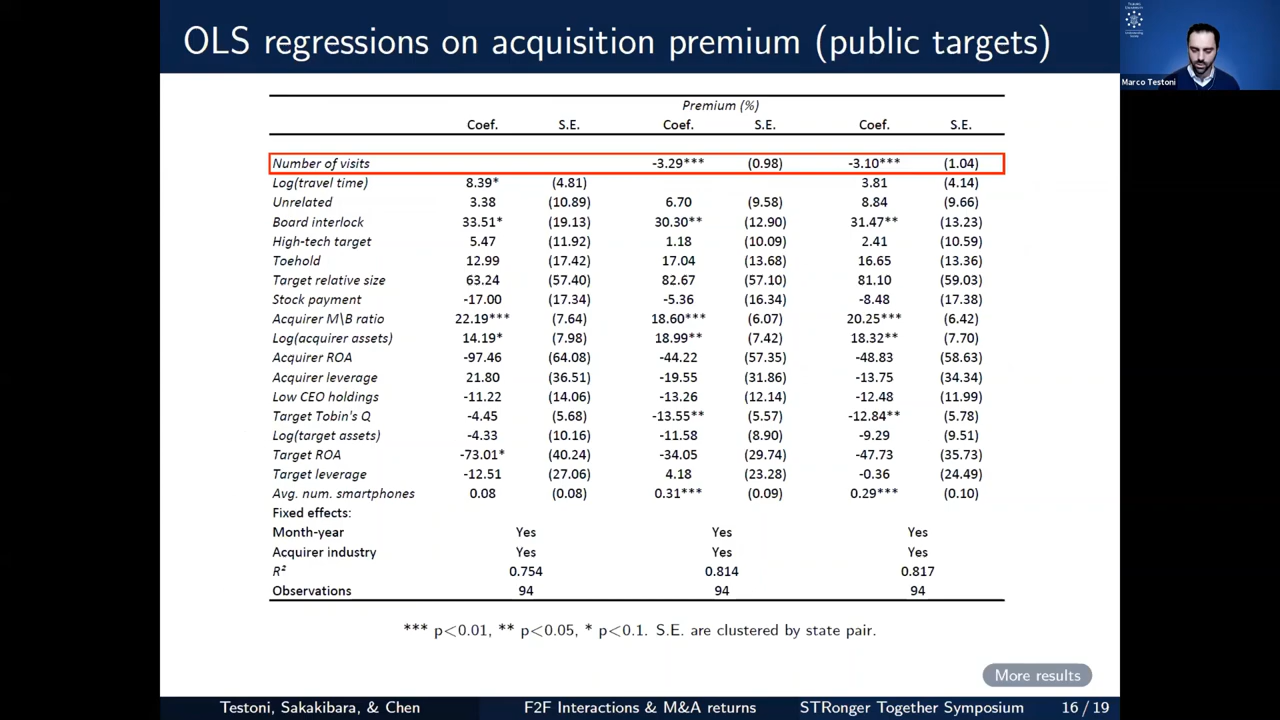 OLS regressions on acquisition premium (public targets)
Marco Testoni
Premium (%)
Coef. S.E. Coef. S.E. Coef. S.E.
Number of visits -3.29*** (0.98) -3.10*** (1.04)
Log(travel time) 8.39* (4.81) 3.81 (4.14)
Unrelated 3.38 (10.89) 6.70 (9.58) 8.84 (9.66)
Board interlock 33.51* (19.13) 30.30** (12.90) 31.47** (13.23)
High-tech target 5.47 (11.92) 1.18 (10.09) 2.41 (10.59)
Toehold 12.99 (17.42) 17.04 (13.68) 16.65 (13.36)
Target relative size 63.24 (57.40) 82.67 (57.10) 81.10 (59.03)
Stock payment -17.00 (17.34) -5.36 (16.34) -8.48 (17.38)
Acquirer M\B ratio 22.19*** (7.64) 18.60*** (6.07) 20.25*** (6.42)
Log(acquirer assets) 14.19* (7.98) 18.99** (7.42) 18.32** (7.70)
Acquirer ROA -97.46 (64.08) -44.22 (57.35) -48.83 (58.63)
Acquirer leverage 21.80 (36.51) -19.55 (31.86) -13.75 (34.34)
Low CEO holdings -11.22 (14.06) -13.26 (12.14) -12.48 (11.99)
Target Tobin's Q -4.45 (5.68) -13.55** (5.57) -12.84** (5.78)
Log(target assets) -4.33 (10.16) -11.58 (8.90) -9.29 (9.51)
Target ROA -73.01* (40.24) -34.05 (29.74) -47.73 (35.73)
Target leverage -12.51 (27.06) 4.18 (23.28) -0.36 (24.49)
Avg. num. smartphones 0.08 (0.08) 0.31*** (0.09) 0.29*** (0.10)
Fixed effects:
Month-year Yes Yes Yes
Acquirer industry Yes Yes Yes
R² 0.754 0.814 0.817
Observations 94 94 94
*** p<0.01, ** p<0.05, * p<0.1. S.E. are clustered by state pair.
More results
Testoni, Sakakibara, & Chen F2F Interactions & M&A returns STRonger Together Symposium 16 / 19